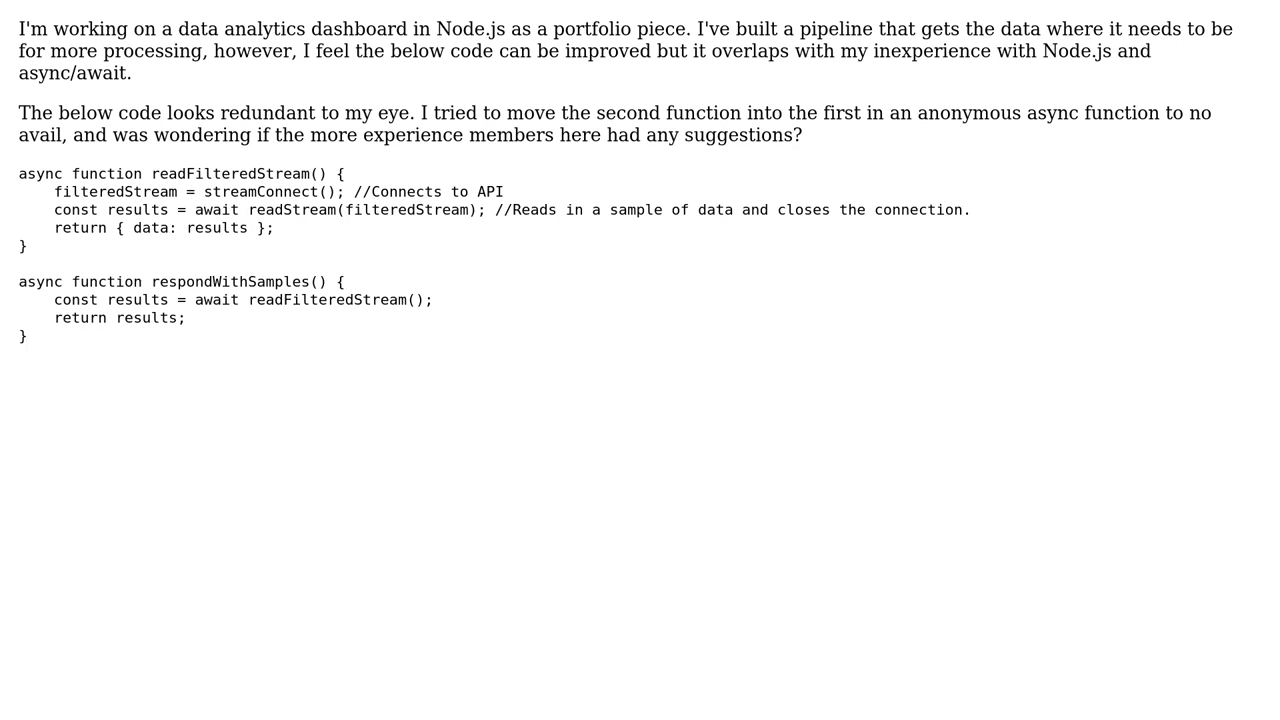 I'm working on a data analytics dashboard in Node.js as a portfolio piece. I've built a pipeline that gets the data where it needs to be
for more processing, however, I feel the below code can be improved but it overlaps with my inexperience with Node.js and
async/await.
The below code looks redundant to my eye. I tried to move the second function into the first in an anonymous async function to no
avail, and was wondering if the more experience members here had any suggestions?
async function readFilteredStream() {
    filteredStream = streamConnect(); //Connects to API
    const results = await readStream(filteredStream); //Reads in a sample of data and closes the connection.
    return { data: results };
}
async function respondWithSamples() {
    const results = await readFilteredStream();
    return results;
}